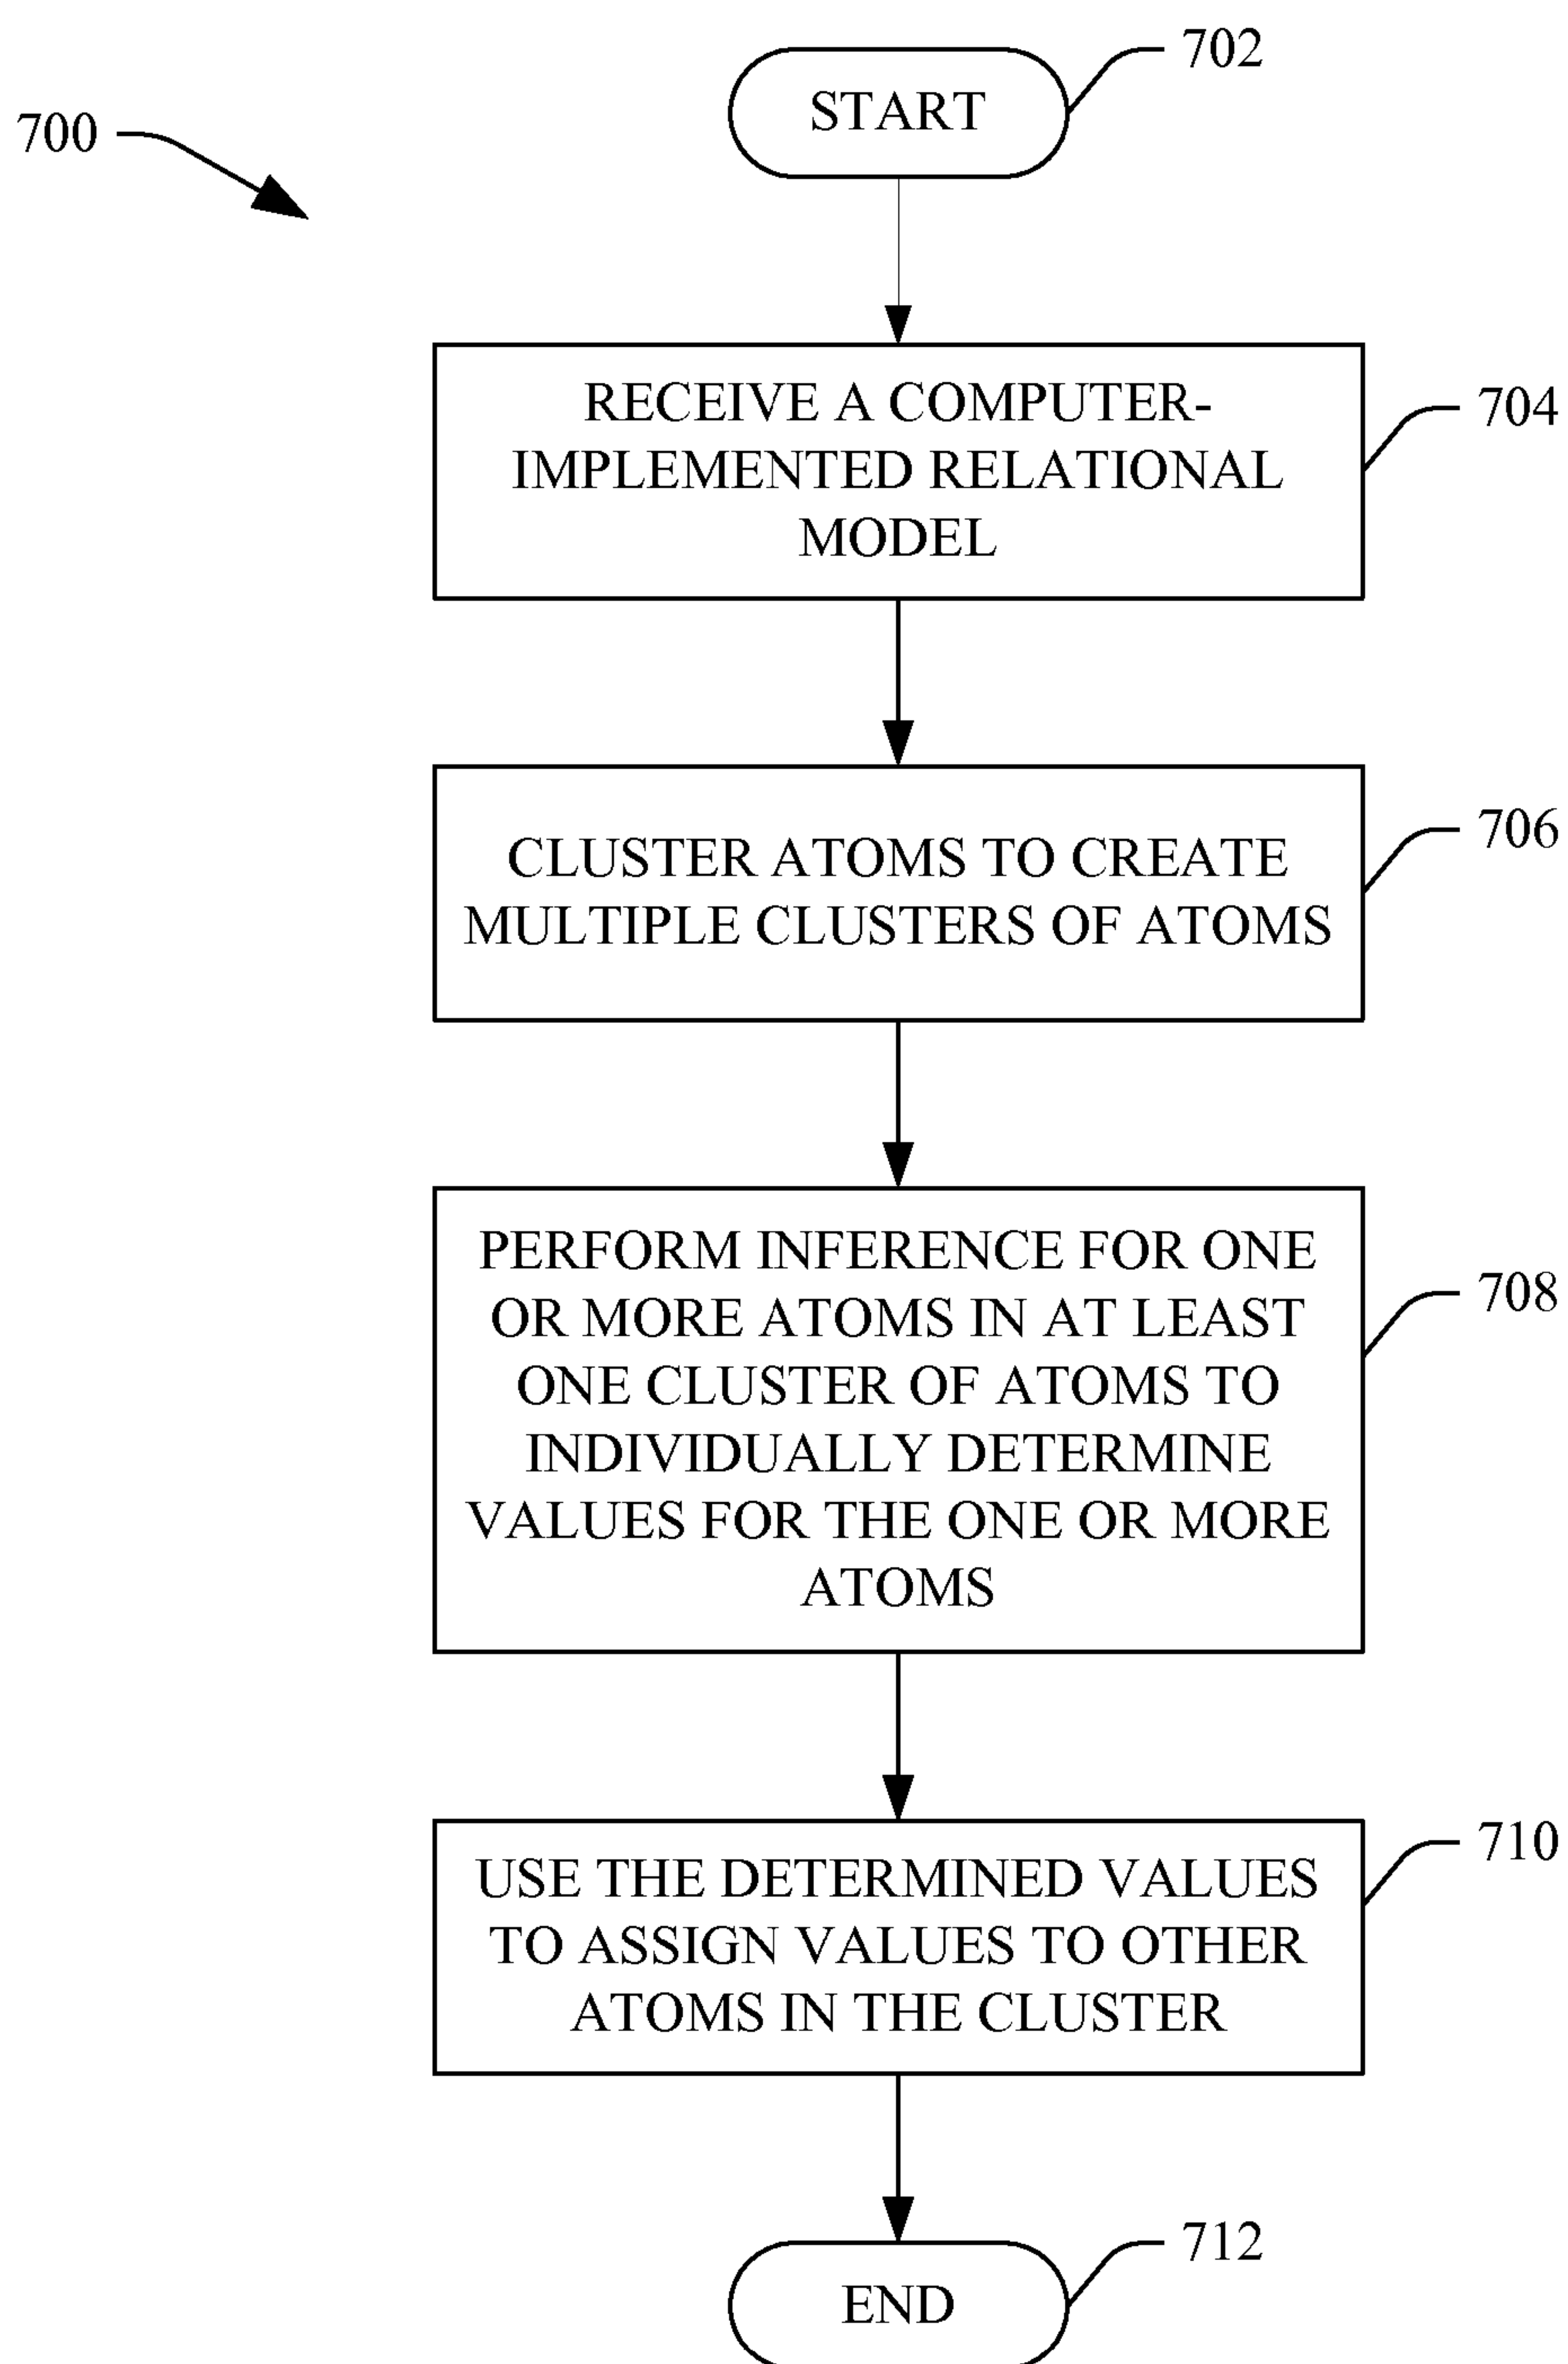 702
START
700
RECEIVE A COMPUTER-
IMPLEMENTED RELATIONAL
MODEL
704
CLUSTER ATOMS TO CREATE
MULTIPLE CLUSTERS OF ATOMS
706
PERFORM INFERENCE FOR ONE
OR MORE ATOMS IN AT LEAST
ONE CLUSTER OF ATOMS TO
INDIVIDUALLY DETERMINE
VALUES FOR THE ONE OR MORE
ATOMS
708
USE THE DETERMINED VALUES
TO ASSIGN VALUES TO OTHER
ATOMS IN THE CLUSTER
710
712
END